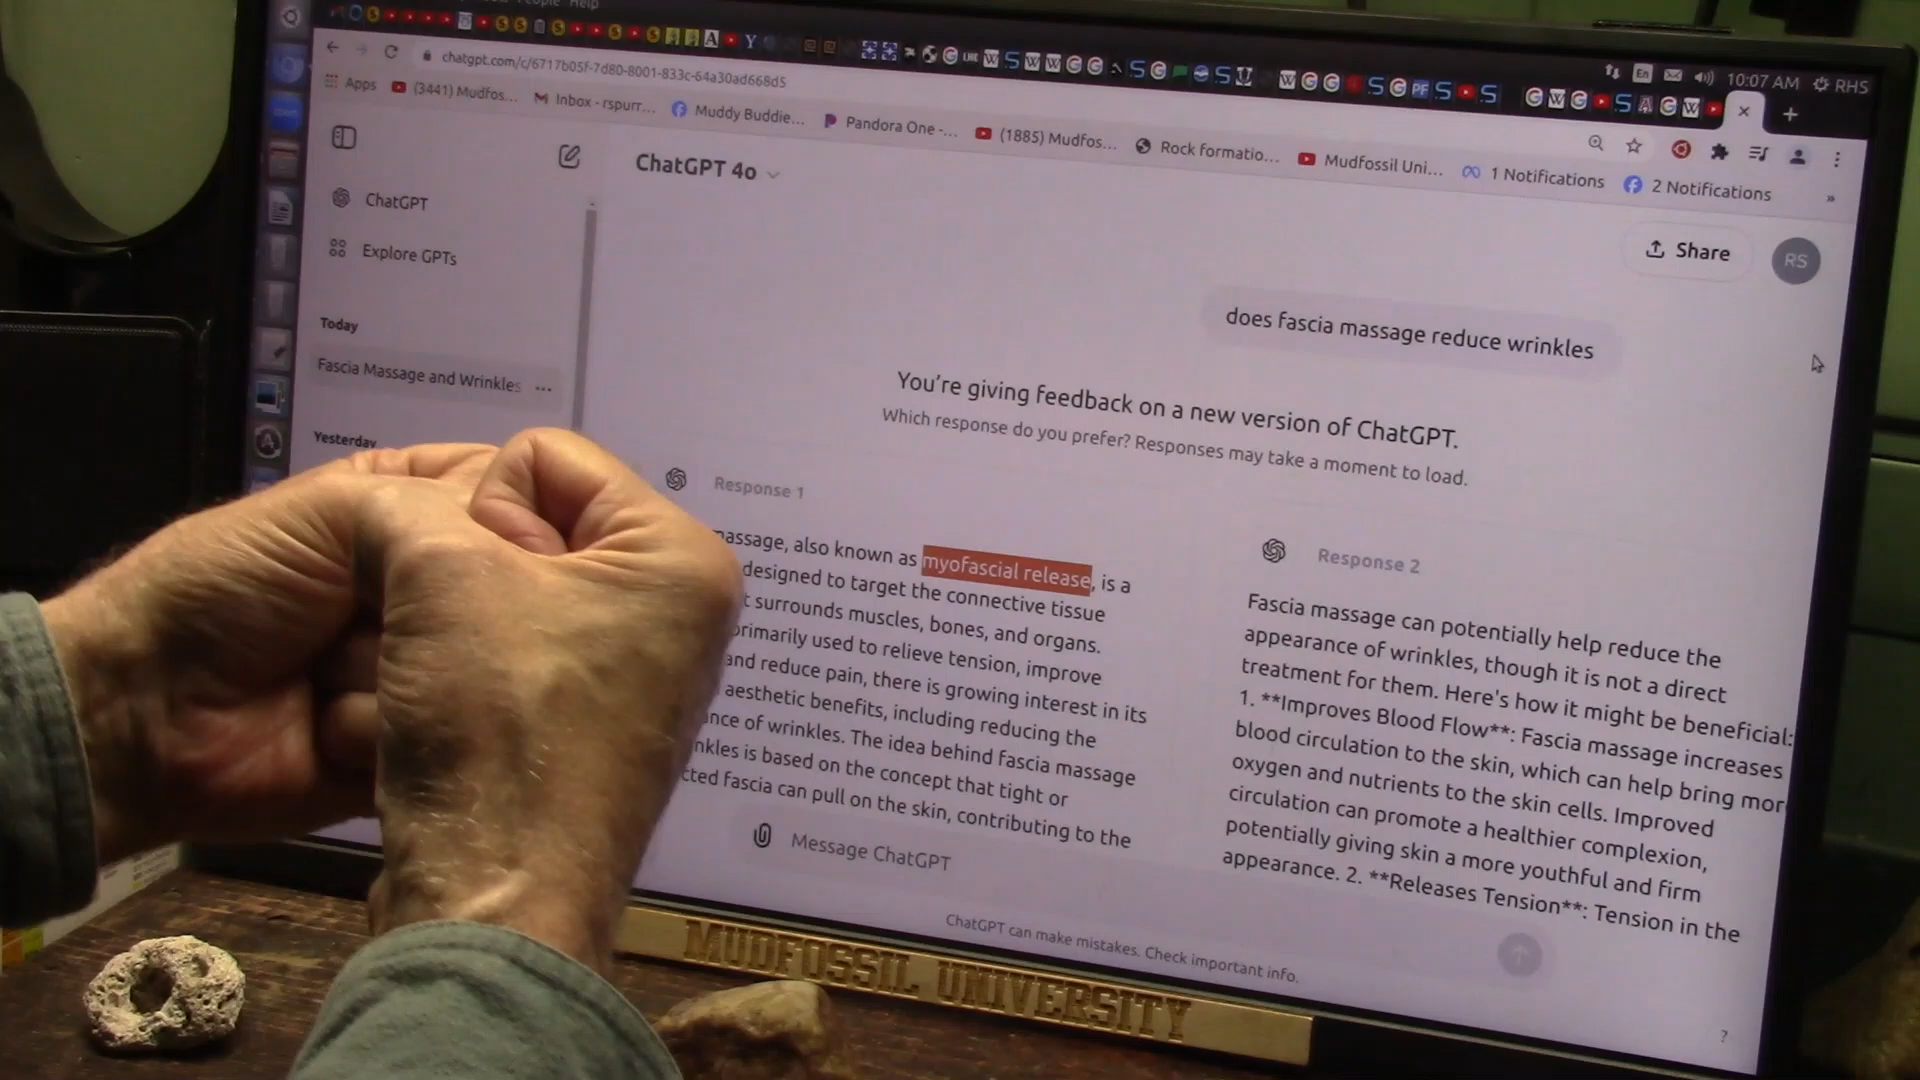 People Help
chatgpt.com/c/6717b05f-7d80-8001-833c-64a30ad668d5
En
10:07 AM
RHS
Apps
(3441) Mudfos...
Inbox - rspurr...
Muddy Buddie...
Pandora One -...
(1885) Mudfos...
Rock formatio...
Mudfossil Uni...
1 Notifications
2 Notifications
»
ChatGPT 4o
Share
RS
ChatGPT
Explore GPTs
Today
Fascia Massage and Wrinkles
Yesterday
does fascia massage reduce wrinkles
You're giving feedback on a new version of ChatGPT.
Which response do you prefer? Responses may take a moment to load.
Response 1
massage, also known as myofascial release, is a
designed to target the connective tissue
surrounds muscles, bones, and organs.
primarily used to relieve tension, improve
and reduce pain, there is growing interest in its
aesthetic benefits, including reducing the
of wrinkles. The idea behind fascia massage
is based on the concept that tight or
fascia can pull on the skin, contributing to the
Response 2
Fascia massage can potentially help reduce the
appearance of wrinkles, though it is not a direct
treatment for them. Here's how it might be beneficial:
1. **Improves Blood Flow**: Fascia massage increases
blood circulation to the skin, which can help bring more
oxygen and nutrients to the skin cells. Improved
circulation can promote a healthier complexion,
potentially giving skin a more youthful and firm
appearance. 2. **Releases Tension**: Tension in the
Message ChatGPT
ChatGPT can make mistakes. Check important info.
?
MUDFOSSIL UNIVERSITY